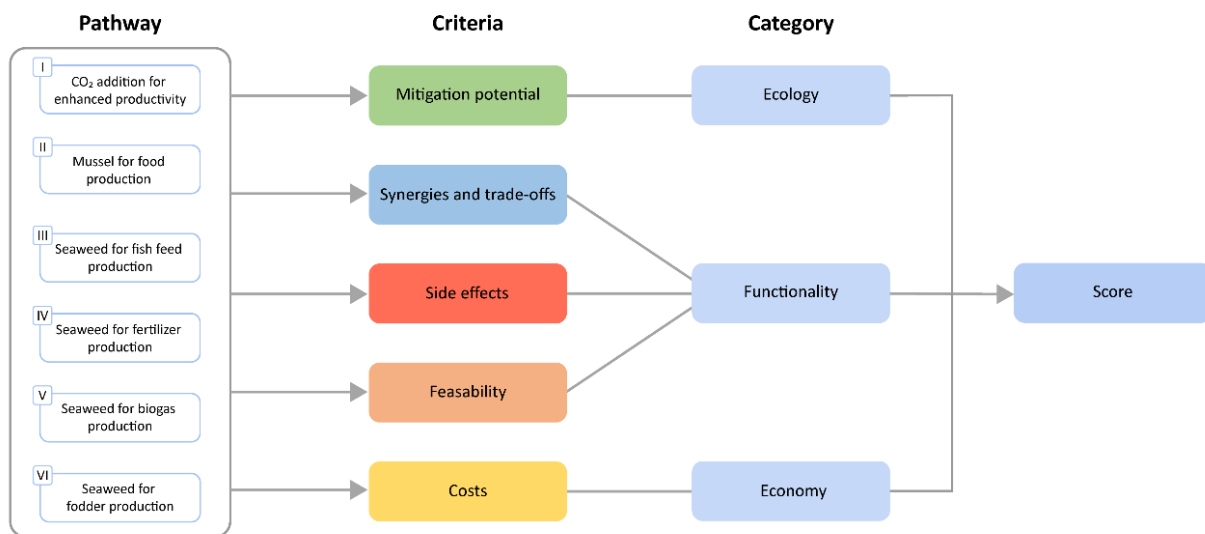 Pathway
Criteria
Category
I
CO₂ addition for
enhanced productivity
II
Mussel for food
production
III
Seaweed for fish feed
production
IV
Seaweed for fertilizer
production
V
Seaweed for biogas
production
VI
Seaweed for
fodder production
Mitigation potential
Synergies and trade-offs
Side effects
Feasability
Costs
Ecology
Functionality
Economy
Score